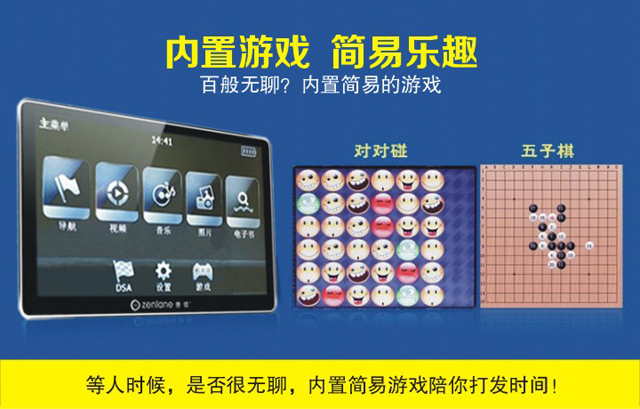 内置游戏 简易乐趣
百般无聊？内置简易的游戏
主菜单
14:41
导航
视频
音乐
照片
电子书
DSA
设置
游戏
zenlane
对对碰
五子棋
等人时候，是否很无聊，内置简易游戏陪你打发时间！